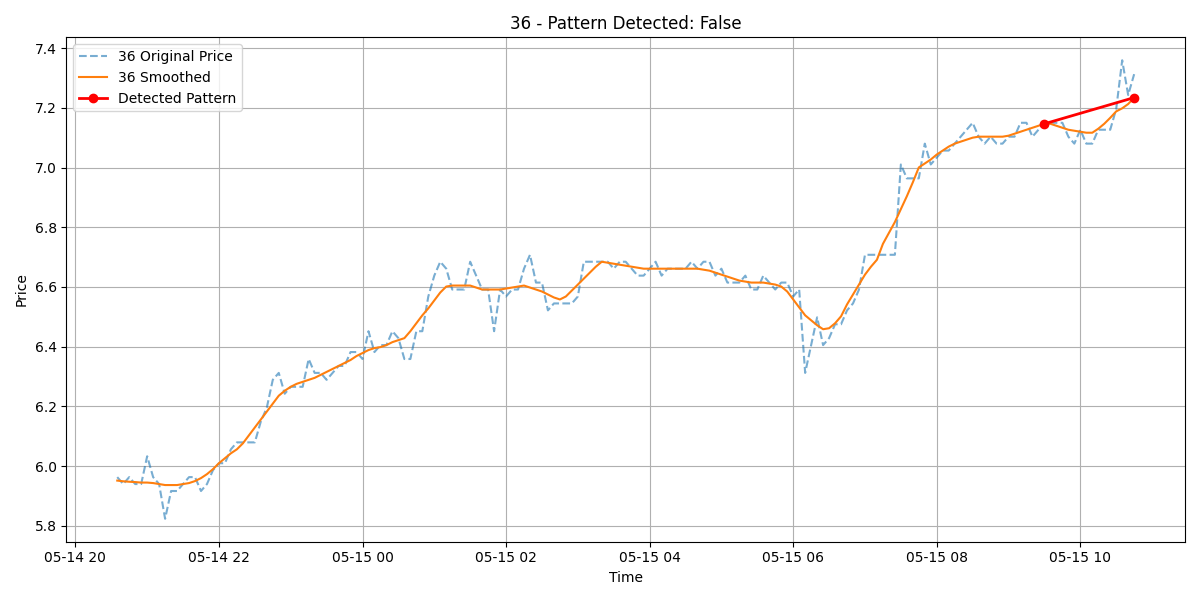 36 - Pattern Detected: False
36 Original Price
36 Smoothed
Detected Pattern
Price
7.4
7.2
7.0
6.8
6.6
6.4
6.2
6.0
5.8
05-14 20
05-14 22
05-15 00
05-15 02
05-15 04
05-15 06
05-15 08
05-15 10
Time